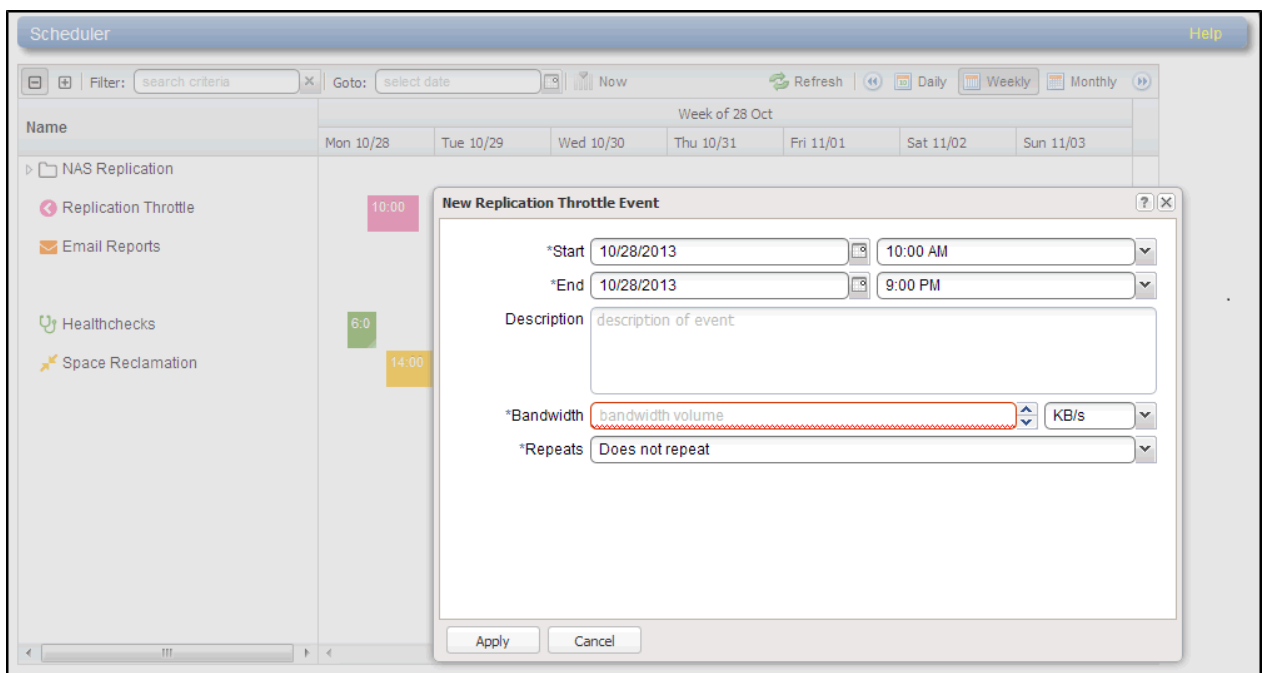 Scheduler Help
Filter: search criteria Goto: select date Now Refresh Daily Weekly Monthly
Name
Week of 28 Oct
Mon 10/28 Tue 10/29 Wed 10/30 Thu 10/31 Fri 11/01 Sat 11/02 Sun 11/03
NAS Replication
Replication Throttle 10:00
Email Reports
Healthchecks 6:0
Space Reclamation 14:00
New Replication Throttle Event
*Start 10/28/2013 10:00 AM
*End 10/28/2013 9:00 PM
Description description of event
*Bandwidth bandwidth volume KB/s
*Repeats Does not repeat
Apply Cancel